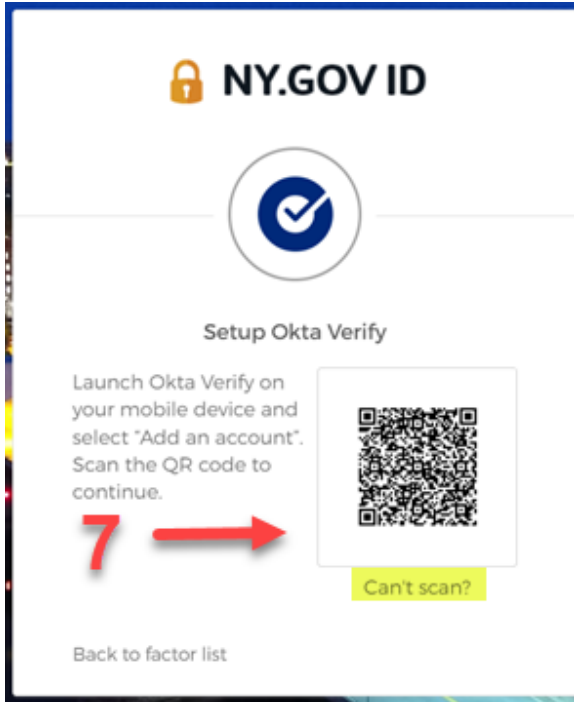 NY.GOV ID
Setup Okta Verify
Launch Okta Verify on
your mobile device and
select "Add an account".
Scan the QR code to
continue.
7
Can't scan?
Back to factor list